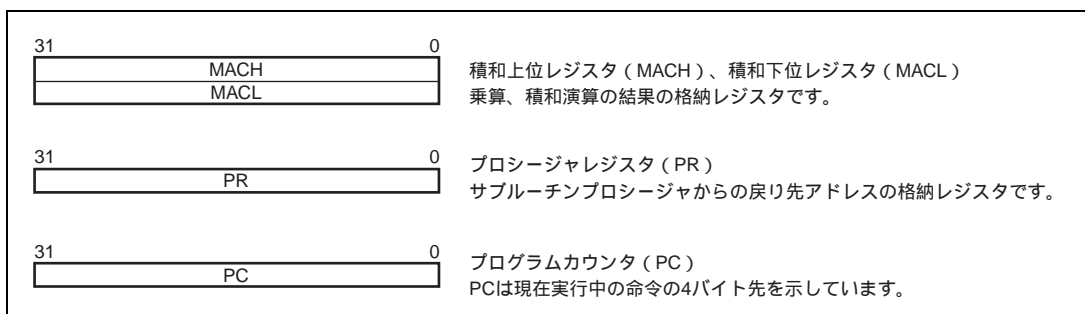 31 0
MACH
MACL
積和上位レジスタ（MACH）、積和下位レジスタ（MACL）
乗算、積和演算の結果の格納レジスタです。
31 0
PR
プロシージャレジスタ（PR）
サブルーチンプロシージャからの戻り先アドレスの格納レジスタです。
31 0
PC
プログラムカウンタ（PC）
PCは現在実行中の命令の4バイト先を示しています。